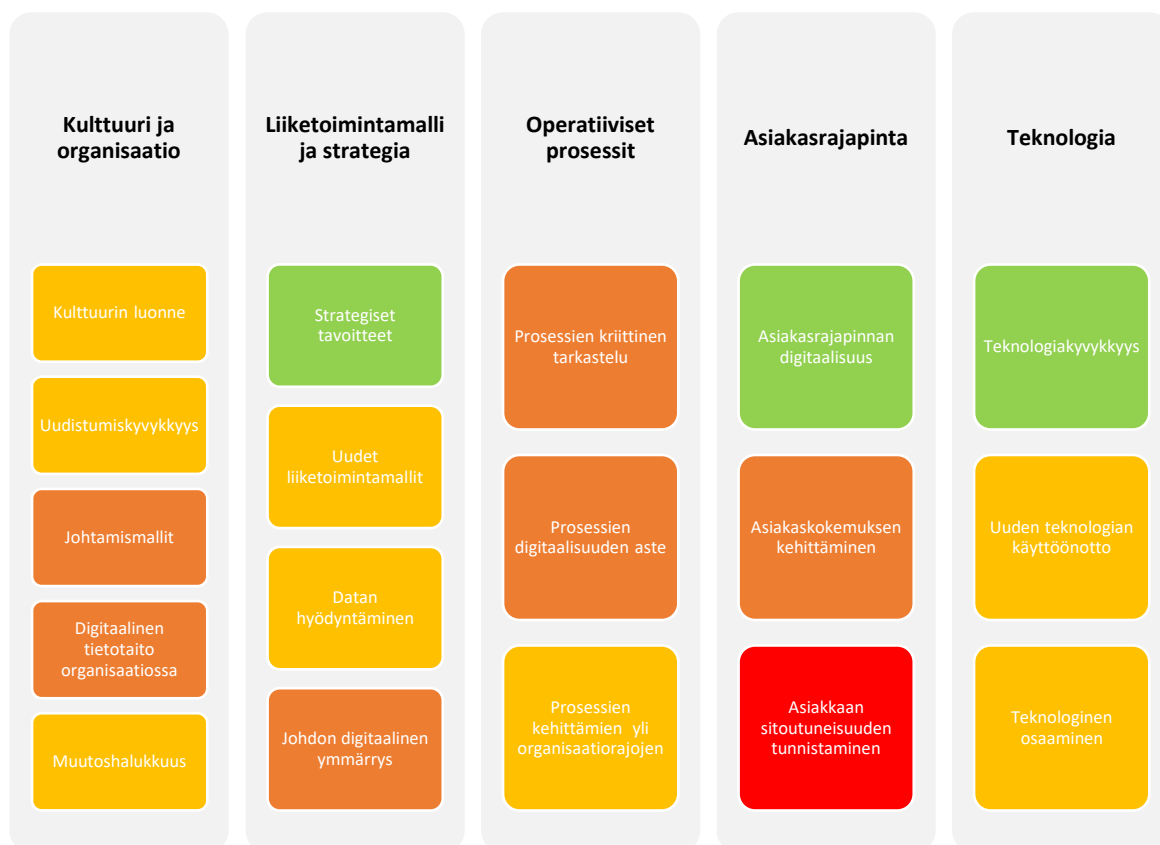 Kulttuuri ja
organisaatio
Kulttuurin luonne
Uudistumiskyvykkyys
Johtamismallit
Digitaalinen
tietotaito
organisaatiossa
Muutoshalukkuus
Liiketoimintamalli
ja strategia
Strategiset
tavoitteet
Uudet
liiketoimintamallit
Datan
hyödyntäminen
Johdon digitaalinen
ymmärrys
Operatiiviset
prosessit
Prosessien kriittinen
tarkastelu
Prosessien
digitaalisuuden aste
Prosessien
kehittämien yli
organisaatiorajojen
Asiakasrajapinta
Asiakasrajapinnan
digitaalisuus
Asiakaskokemuksen
kehittäminen
Asiakkaan
sitoutuneisuuden
tunnistaminen
Teknologia
Teknologiakyvykkyys
Uuden teknologian
käyttöönotto
Teknologinen
osaaminen